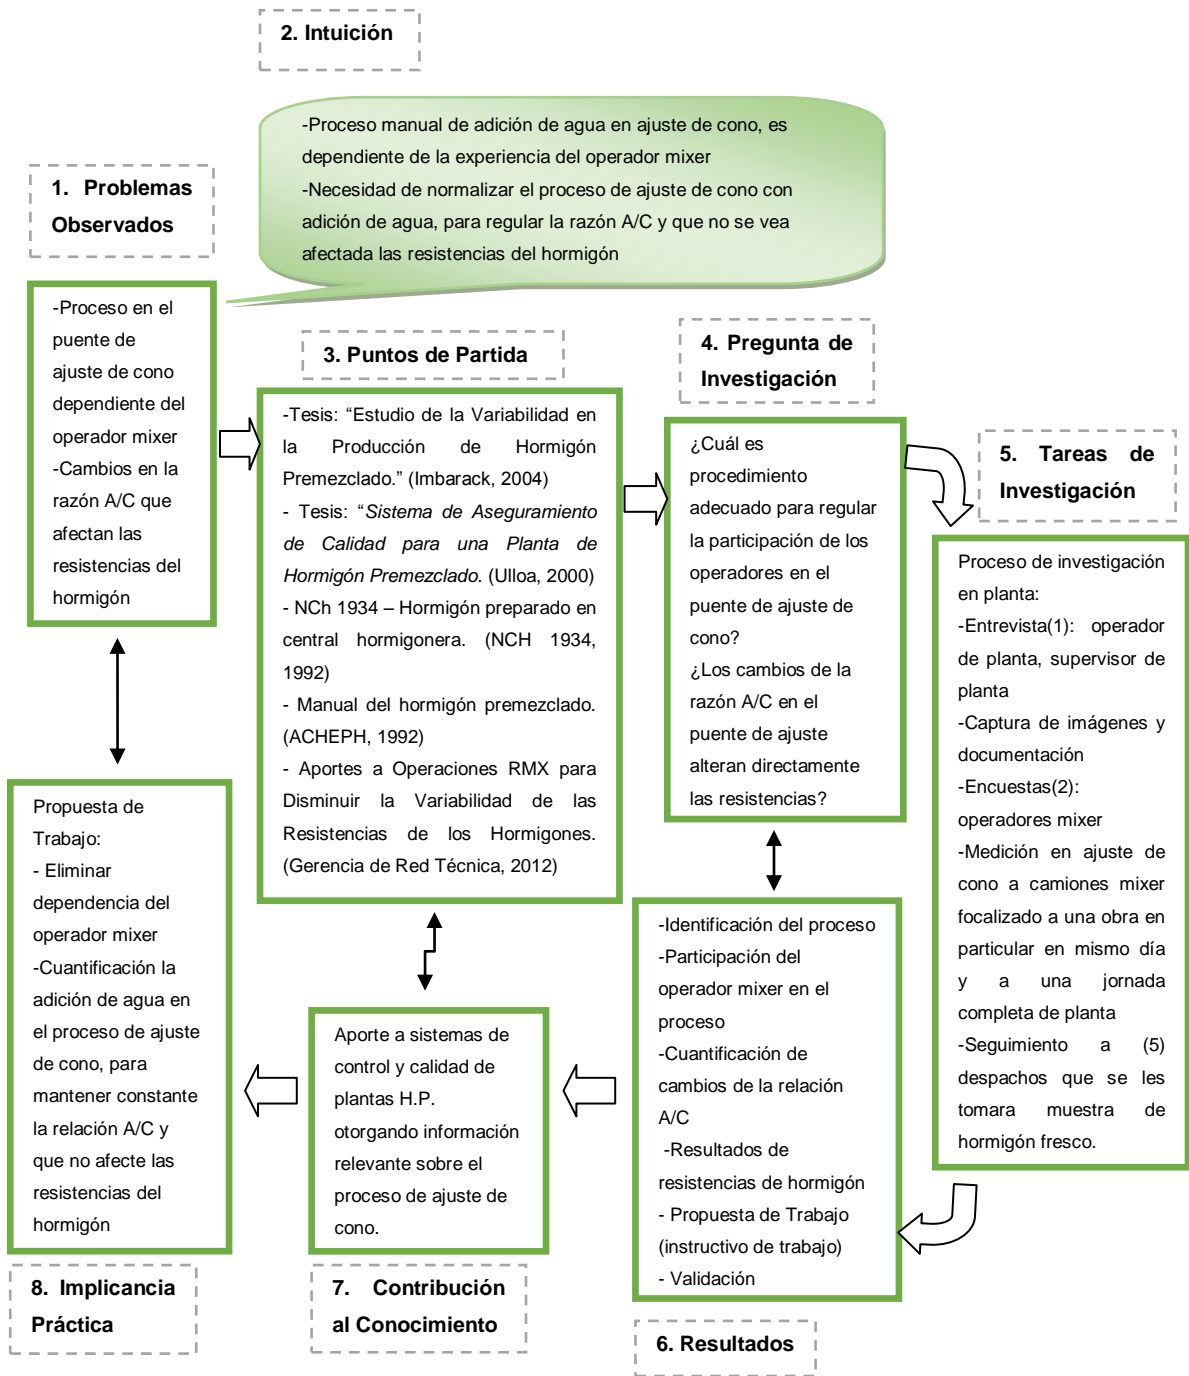 2. Intuición
-Proceso manual de adición de agua en ajuste de cono, es
dependiente de la experiencia del operador mixer
-Necesidad de normalizar el proceso de ajuste de cono con
adición de agua, para regular la razón A/C y que no se vea
afectada las resistencias del hormigón
1. Problemas
Observados
-Proceso en el
puente de
ajuste de cono
dependiente del
operador mixer
-Cambios en la
razón A/C que
afectan las
resistencias del
hormigón
3. Puntos de Partida
-Tesis: “Estudio de la Variabilidad en
la Producción de Hormigón
Premezclado.” (Imbarack, 2004)
- Tesis: “Sistema de Aseguramiento
de Calidad para una Planta de
Hormigón Premezclado. (Ulloa, 2000)
- NCh 1934 – Hormigón preparado en
central hormigonera. (NCH 1934,
1992)
- Manual del hormigón premezclado.
(ACHEPH, 1992)
- Aportes a Operaciones RMX para
Disminuir la Variabilidad de las
Resistencias de los Hormigones.
(Gerencia de Red Técnica, 2012)
4. Pregunta de
Investigación
¿Cuál es
procedimiento
adecuado para regular
la participación de los
operadores en el
puente de ajuste de
cono?
¿Los cambios de la
razón A/C en el
puente de ajuste
alteran directamente
las resistencias?
5. Tareas de
Investigación
Proceso de investigación
en planta:
-Entrevista(1): operador
de planta, supervisor de
planta
-Captura de imágenes y
documentación
-Encuestas(2):
operadores mixer
-Medición en ajuste de
cono a camiones mixer
focalizado a una obra en
particular en mismo día
y a una jornada
completa de planta
-Seguimiento a (5)
despachos que se les
tomara muestra de
hormigón fresco.
-Identificación del proceso
-Participación del
operador mixer en el
proceso
-Cuantificación de
cambios de la relación
A/C
-Resultados de
resistencias de hormigón
- Propuesta de Trabajo
(instructivo de trabajo)
- Validación
6. Resultados
Aporte a sistemas de
control y calidad de
plantas H.P.
otorgando información
relevante sobre el
proceso de ajuste de
cono.
7. Contribución
al Conocimiento
Propuesta de
Trabajo:
- Eliminar
dependencia del
operador mixer
-Cuantificación la
adición de agua en
el proceso de ajuste
de cono, para
mantener constante
la relación A/C y
que no afecte las
resistencias del
hormigón
8. Implicancia
Práctica